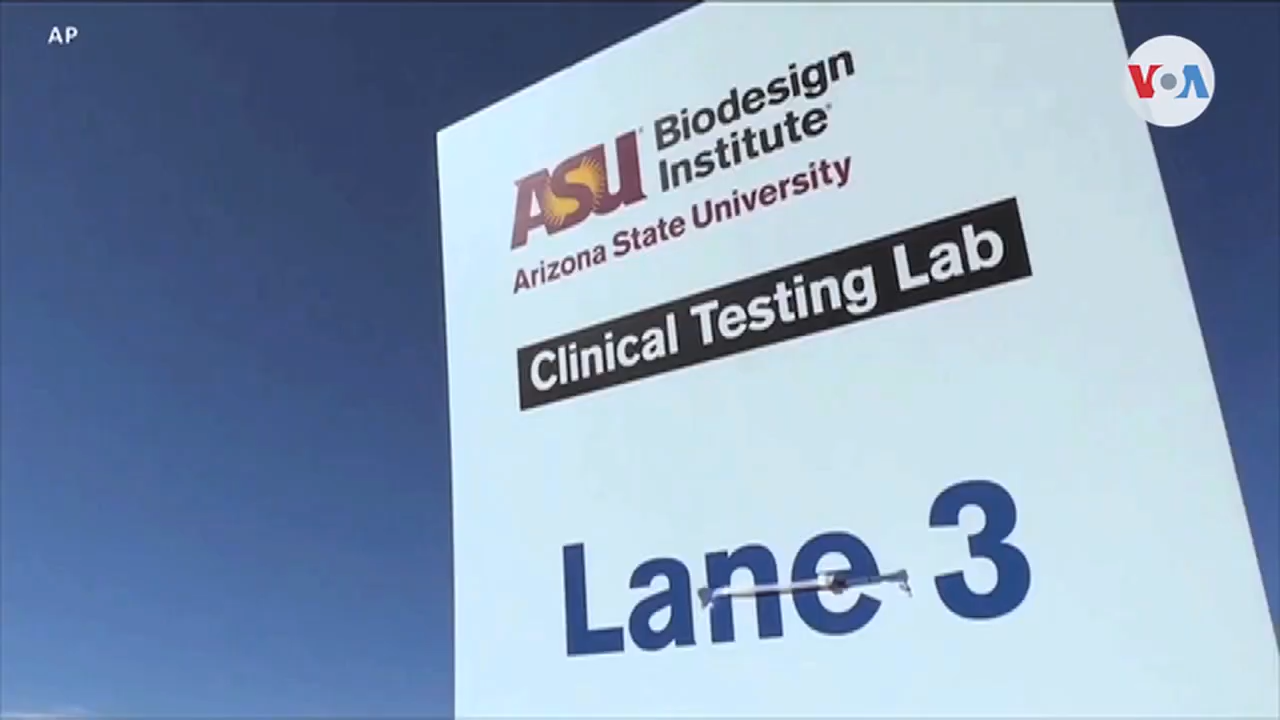 AP
VOA
ASU Biodesign
Institute
Arizona State University
Clinical Testing Lab
Lane 3